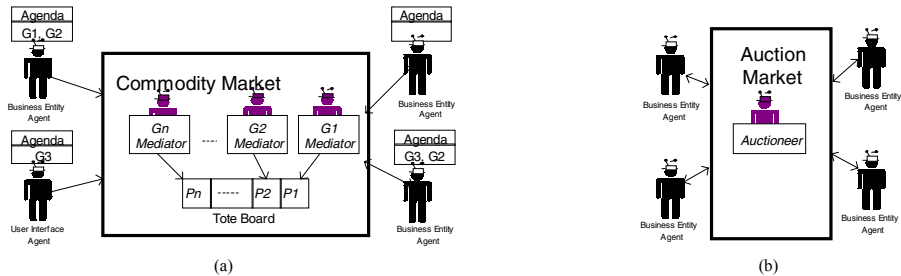 Agenda
G1, G2
Business Entity
Agent
Agenda
G3
User Interface
Agent
Commodity Market
Gn
Mediator
-----
G2
Mediator
G1
Mediator
Pn
-----
P2
P1
Tote Board
Agenda
Business Entity
Agent
Agenda
G3, G2
Business Entity
Agent
(a)
Business Entity
Agent
Business Entity
Agent
Auction
Market
Auctioneer
Business Entity
Agent
Business Entity
Agent
(b)